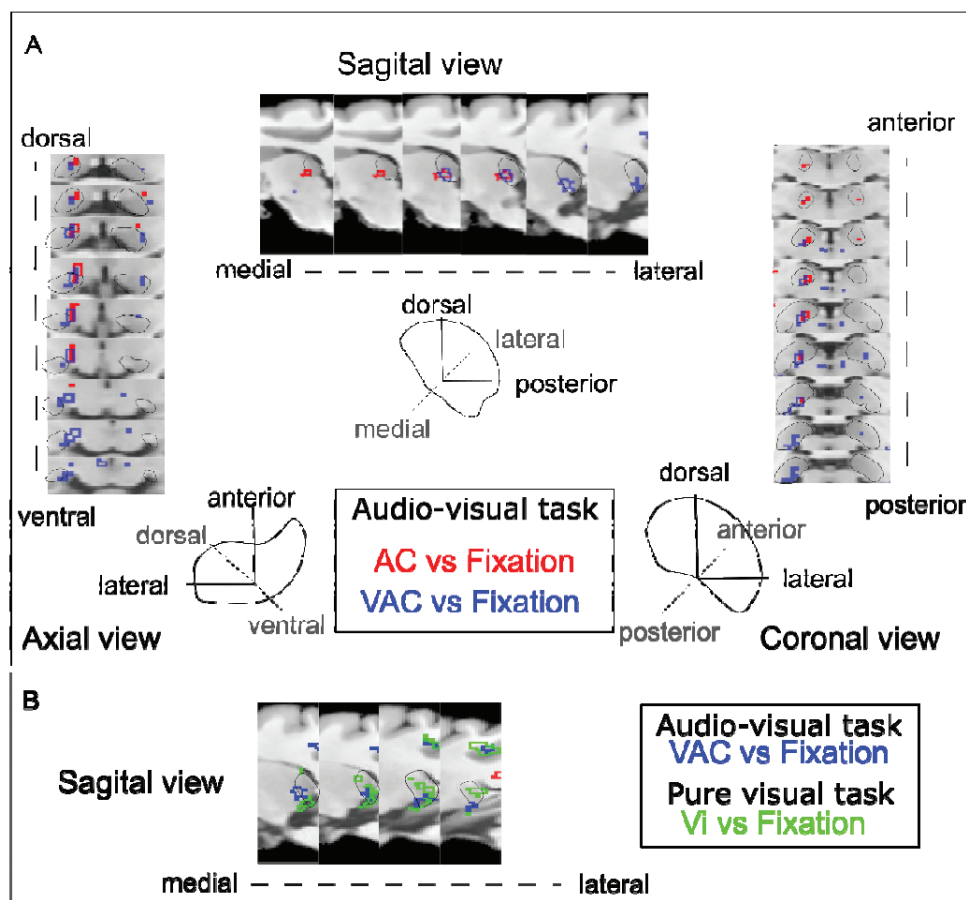 A
Sagital view
dorsal
anterior
medial
lateral
dorsal
lateral
posterior
medial
ventral
posterior
anterior
dorsal
lateral
ventral
Axial view
Audio-visual task
AC vs Fixation
VAC vs Fixation
dorsal
anterior
lateral
posterior
Coronal view
B
Sagital view
medial
lateral
Audio-visual task
VAC vs Fixation
Pure visual task
Vi vs Fixation